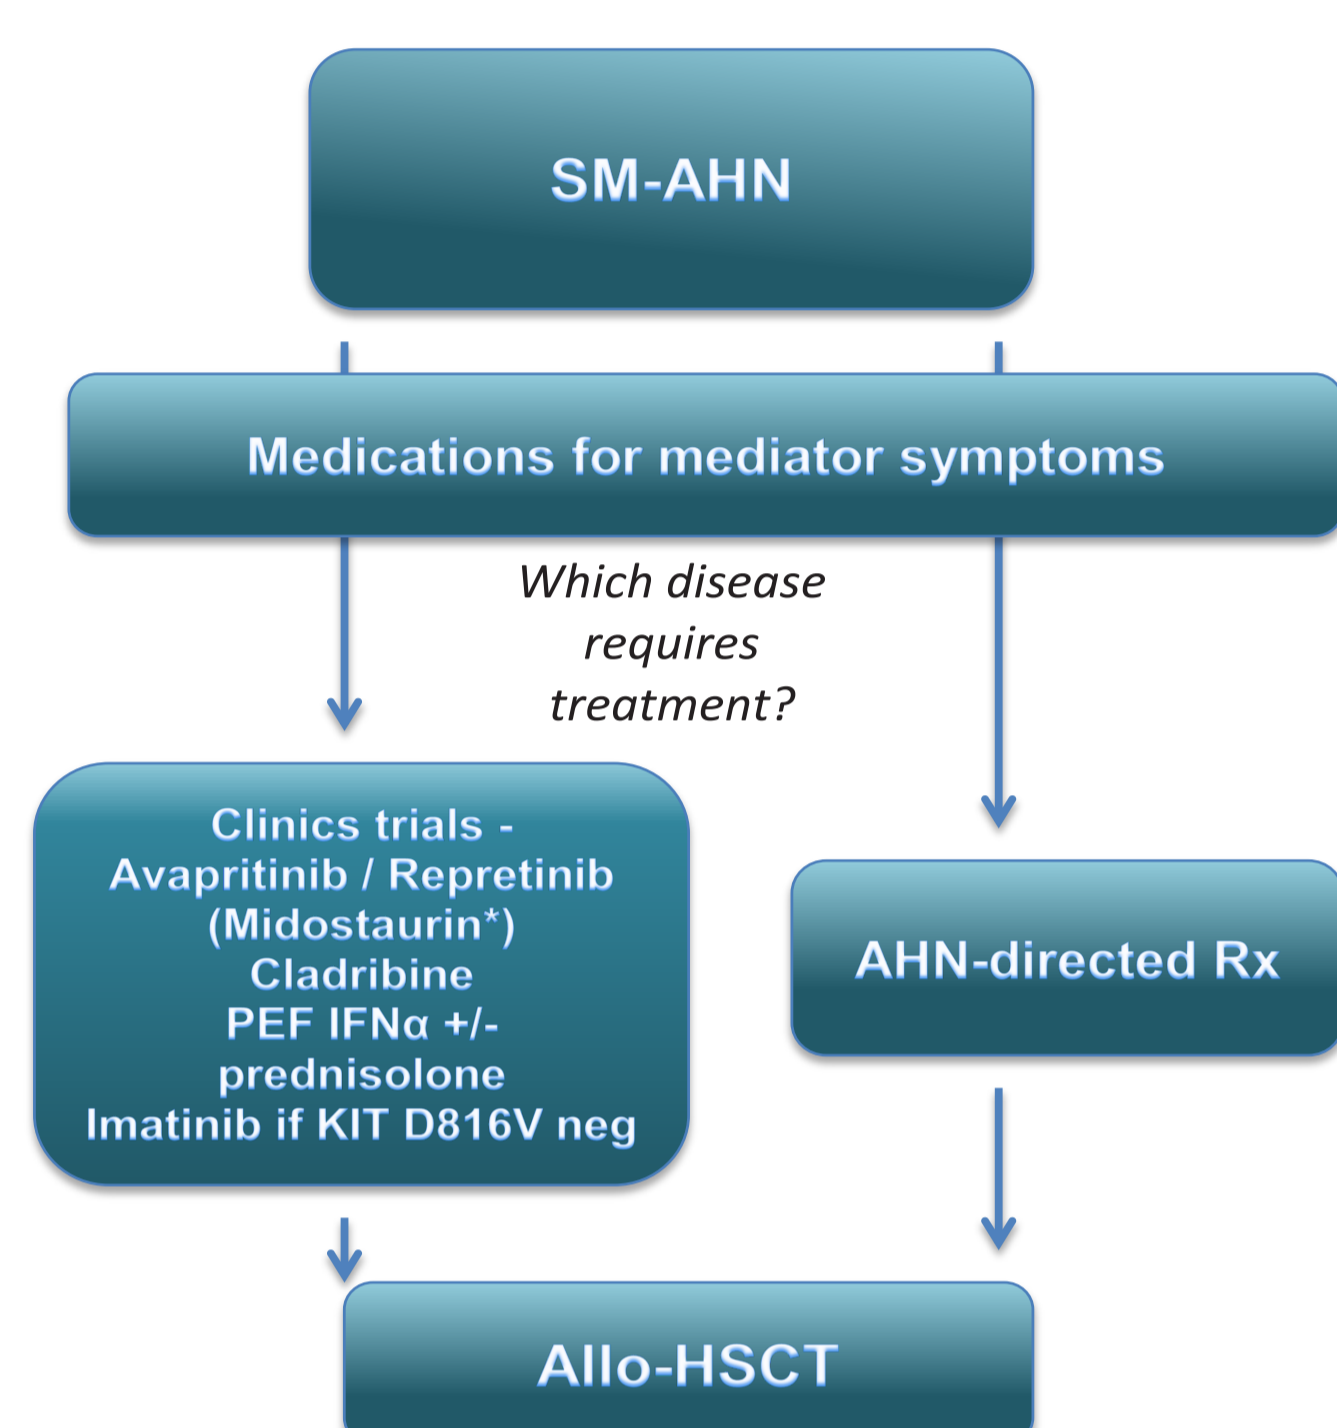 SM-AHN
Medications for mediator symptoms
Which disease
requires
treatment?
Clinics trials -
Avapritinib / Repretinib
(Midostaurin*)
Cladribine
PEF IFNα +/-
prednisolone
Imatinib if KIT D816V neg
AHN-directed Rx
Allo-HSCT